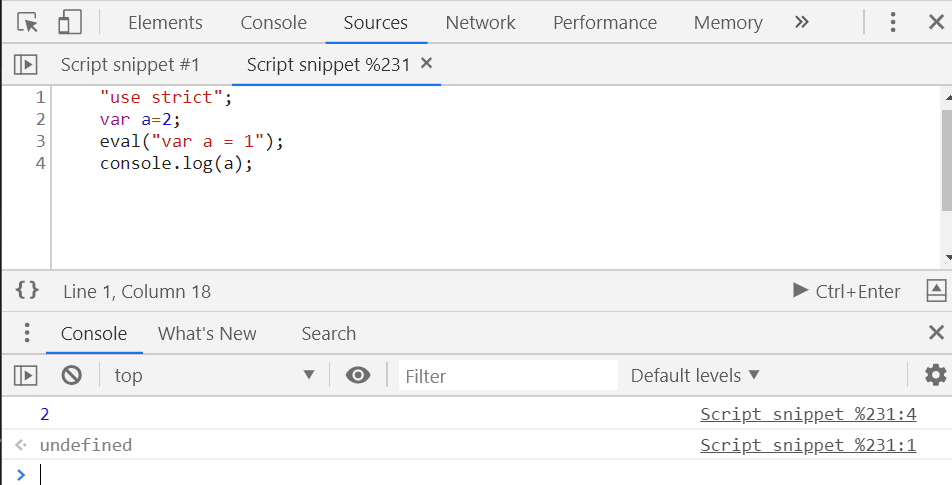 Elements Console Sources Network Performance Memory »
Script snippet #1 Script snippet %231 ×
1 "use strict";
2 var a=2;
3 eval("var a = 1");
4 console.log(a);
{} Line 1, Column 18 Ctrl+Enter
Console What's New Search
top Filter Default levels
2 Script snippet %231:4
undefined Script snippet %231:1